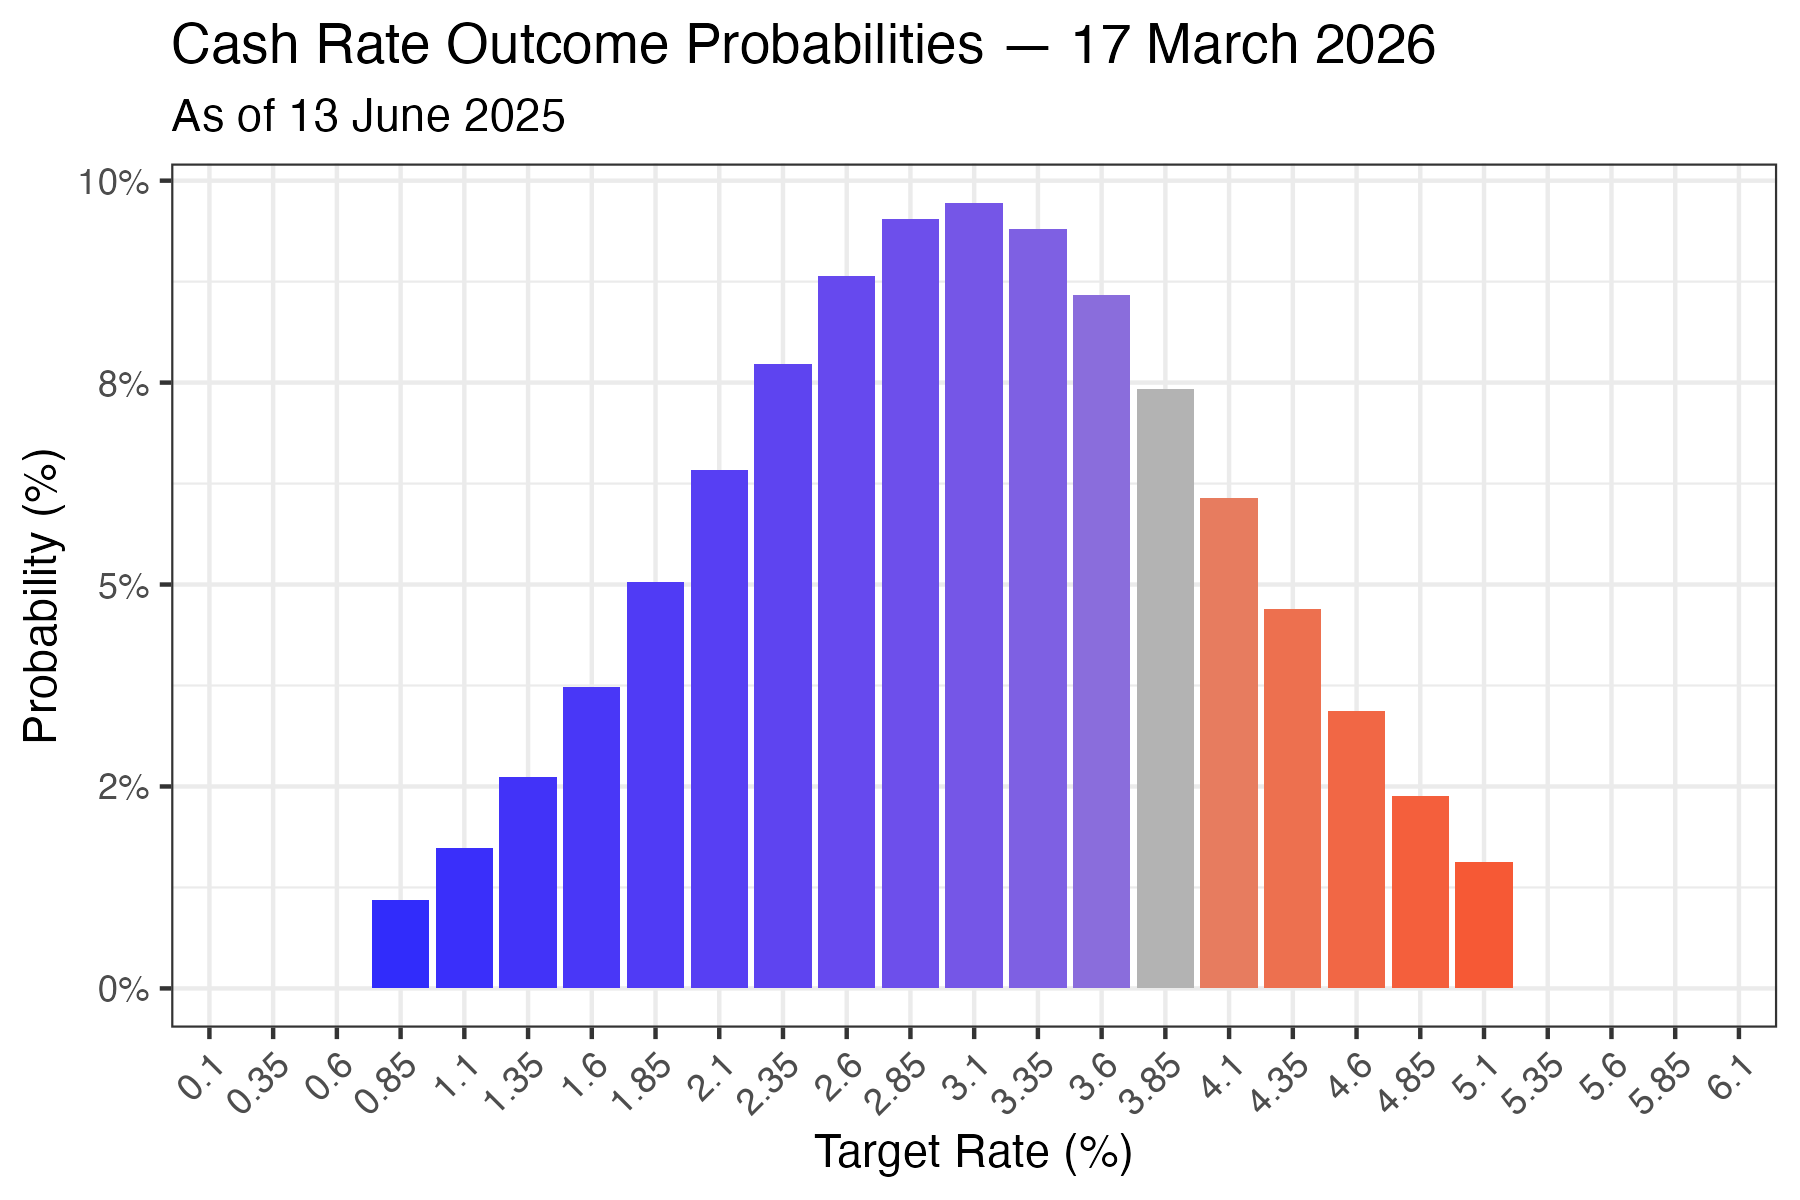 Cash Rate Outcome Probabilities — 17 March 2026
As of 13 June 2025
Probability (%)
10%
8%
5%
2%
0%
0.1 0.35 0.6 0.85 1.1 1.35 1.6 1.85 2.1 2.35 2.6 2.85 3.1 3.35 3.6 3.85 4.1 4.35 4.6 4.85 5.1 5.35 5.6 5.85 6.1
Target Rate (%)